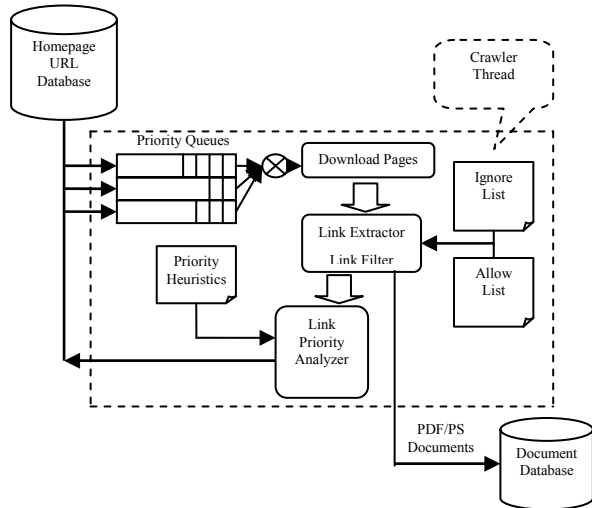 Homepage
URL
Database
Crawler
Thread
Priority Queues
Download Pages
Ignore
List
Link Extractor
Link Filter
Priority
Heuristics
Allow
List
Link
Priority
Analyzer
PDF/PS
Documents
Document
Database